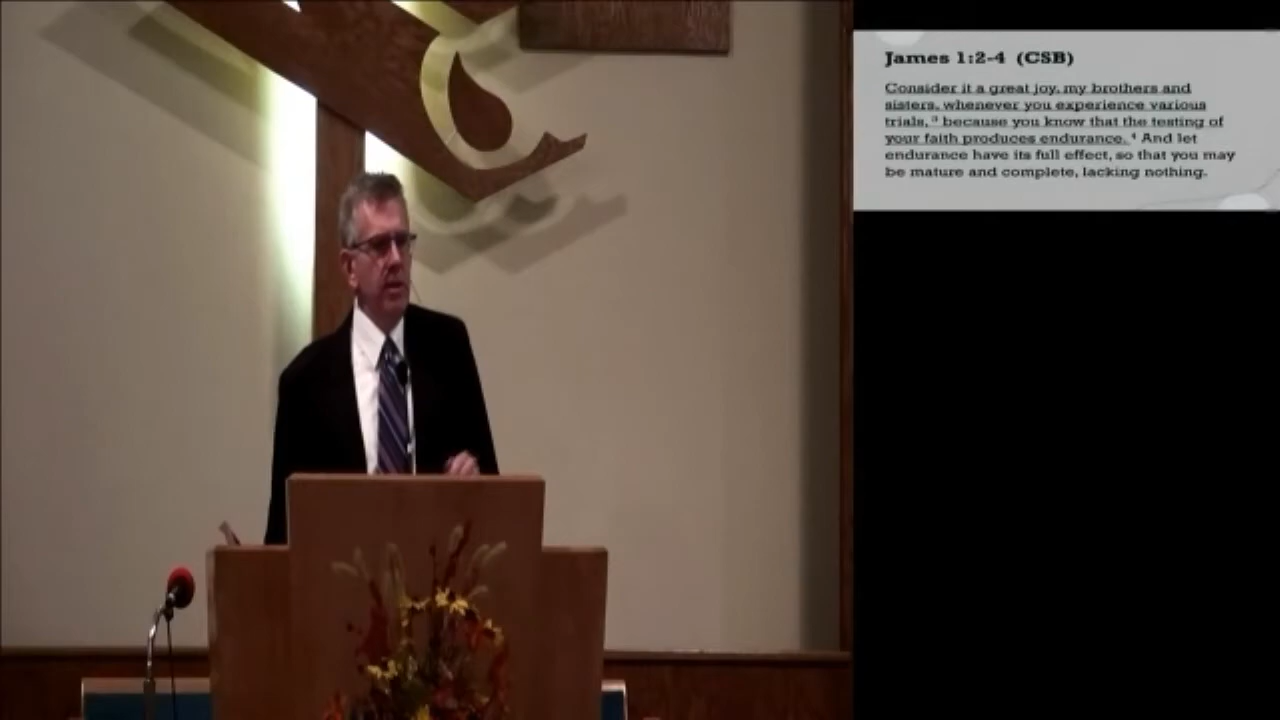 James 1:2-4 (CSB)
Consider it a great joy, my brothers and
sisters, whenever you experience various
trials, ³ because you know that the testing of
your faith produces endurance. ⁴ And let
endurance have its full effect, so that you may
be mature and complete, lacking nothing.